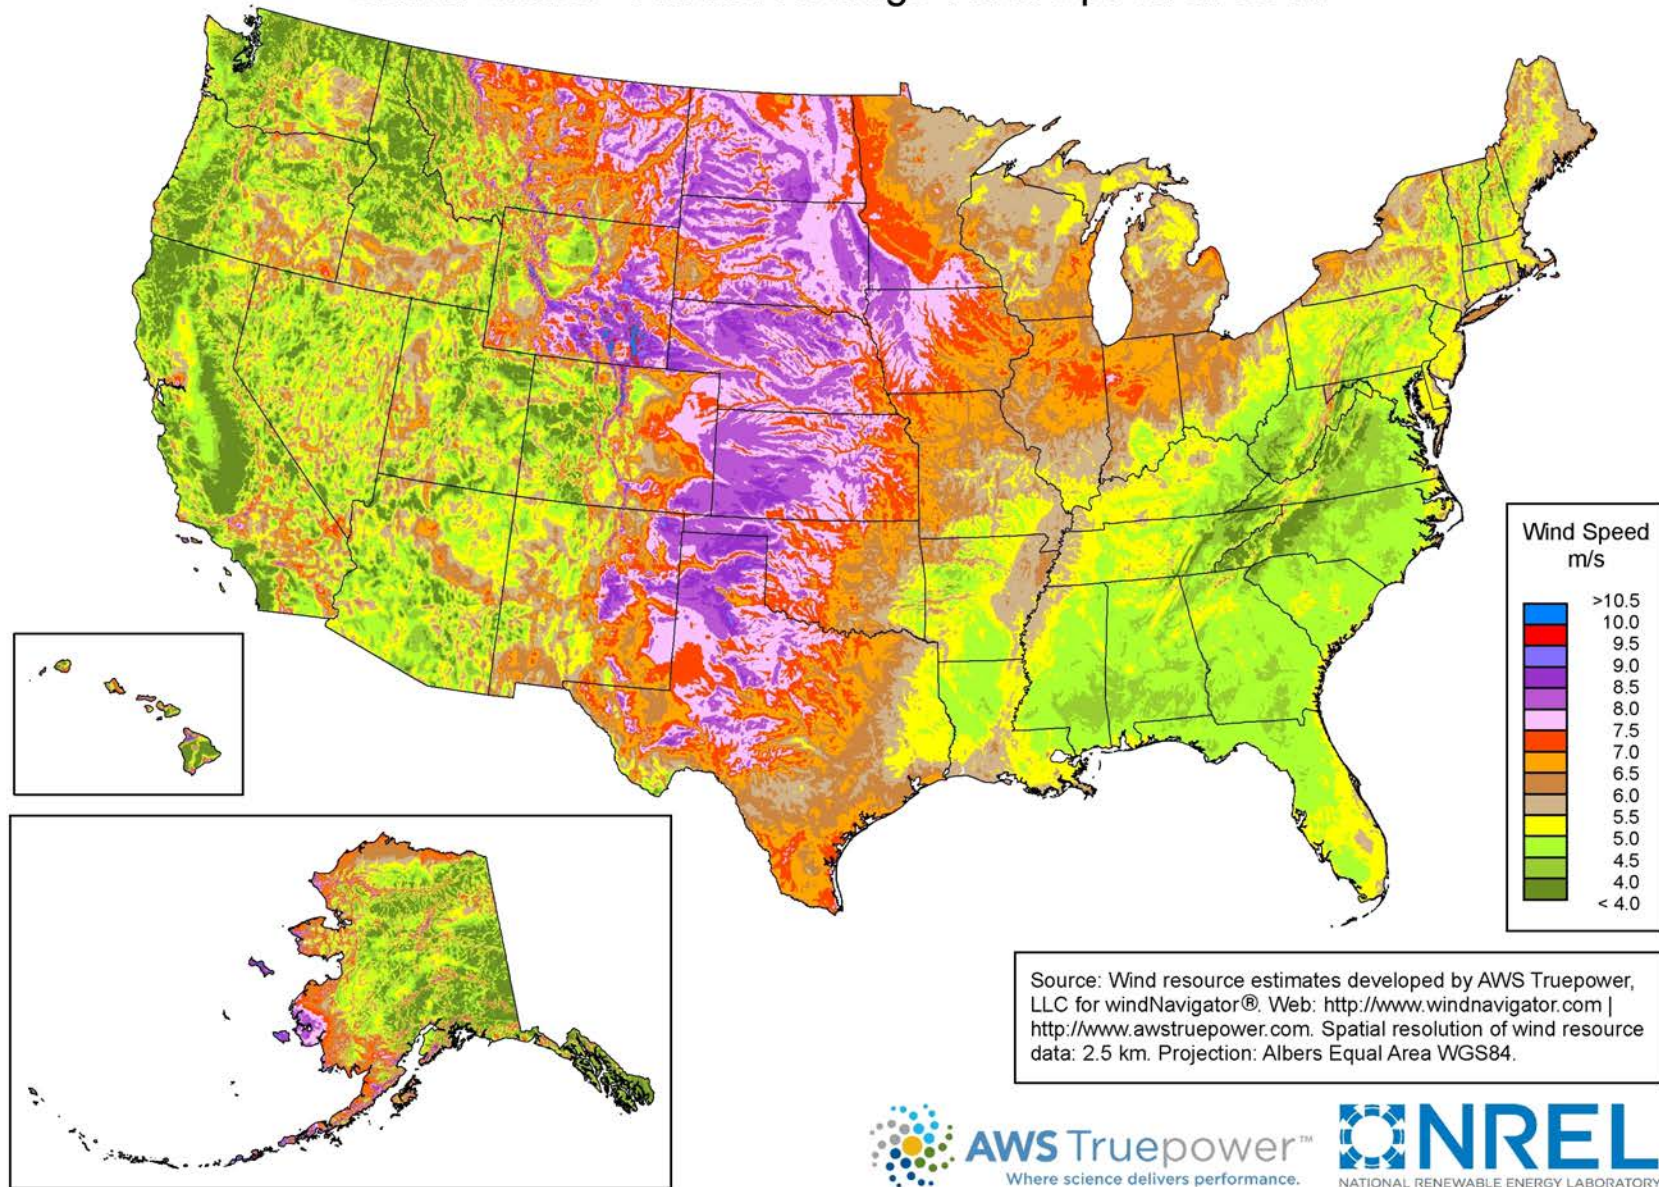 Wind Speed
m/s
>10.5
10.0
9.5
9.0
8.5
8.0
7.5
7.0
6.5
6.0
5.5
5.0
4.5
4.0
< 4.0
Source: Wind resource estimates developed by AWS Truepower,
LLC for windNavigator®. Web: http://www.windnavigator.com |
http://www.awstruepower.com. Spatial resolution of wind resource
data: 2.5 km. Projection: Albers Equal Area WGS84.
AWS Truepower™
Where science delivers performance.
NREL
NATIONAL RENEWABLE ENERGY LABORATORY